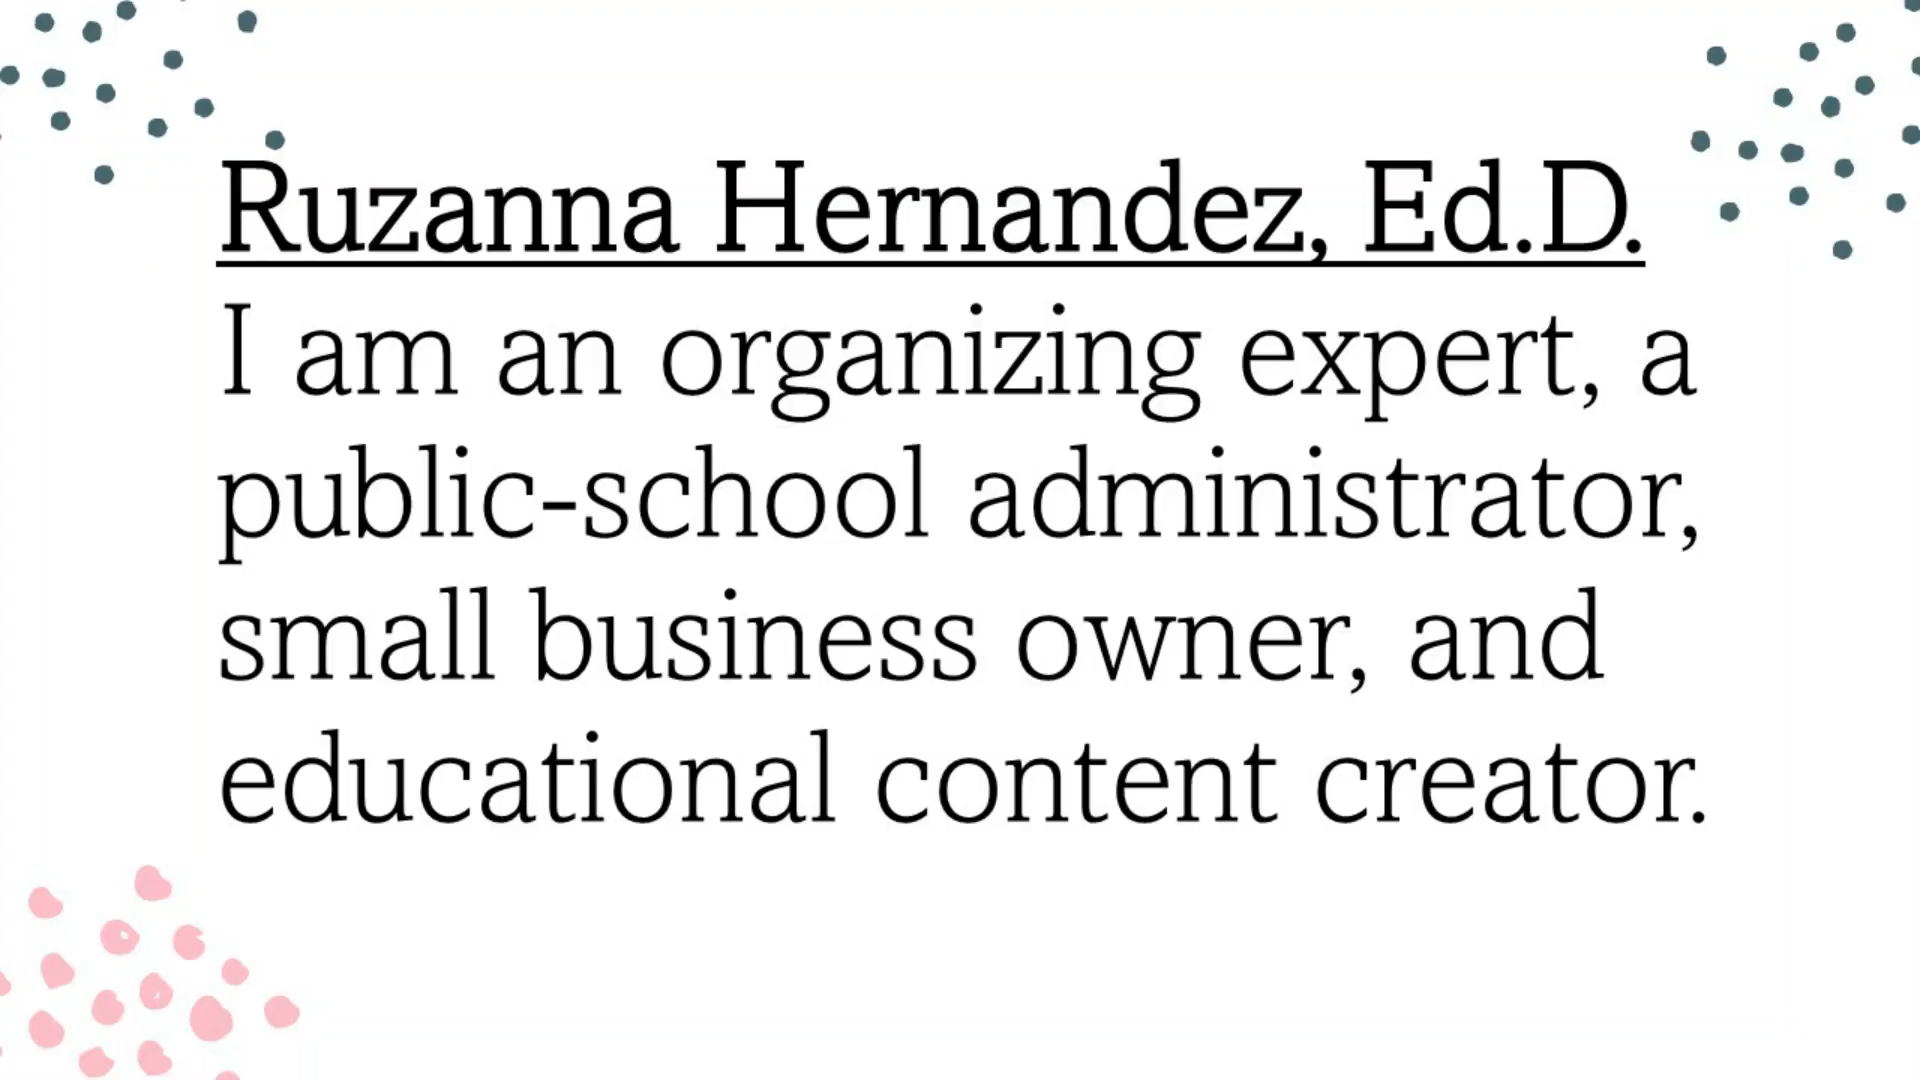 Ruzanna Hernandez, Ed.D.
I am an organizing expert, a
public-school administrator,
small business owner, and
educational content creator.